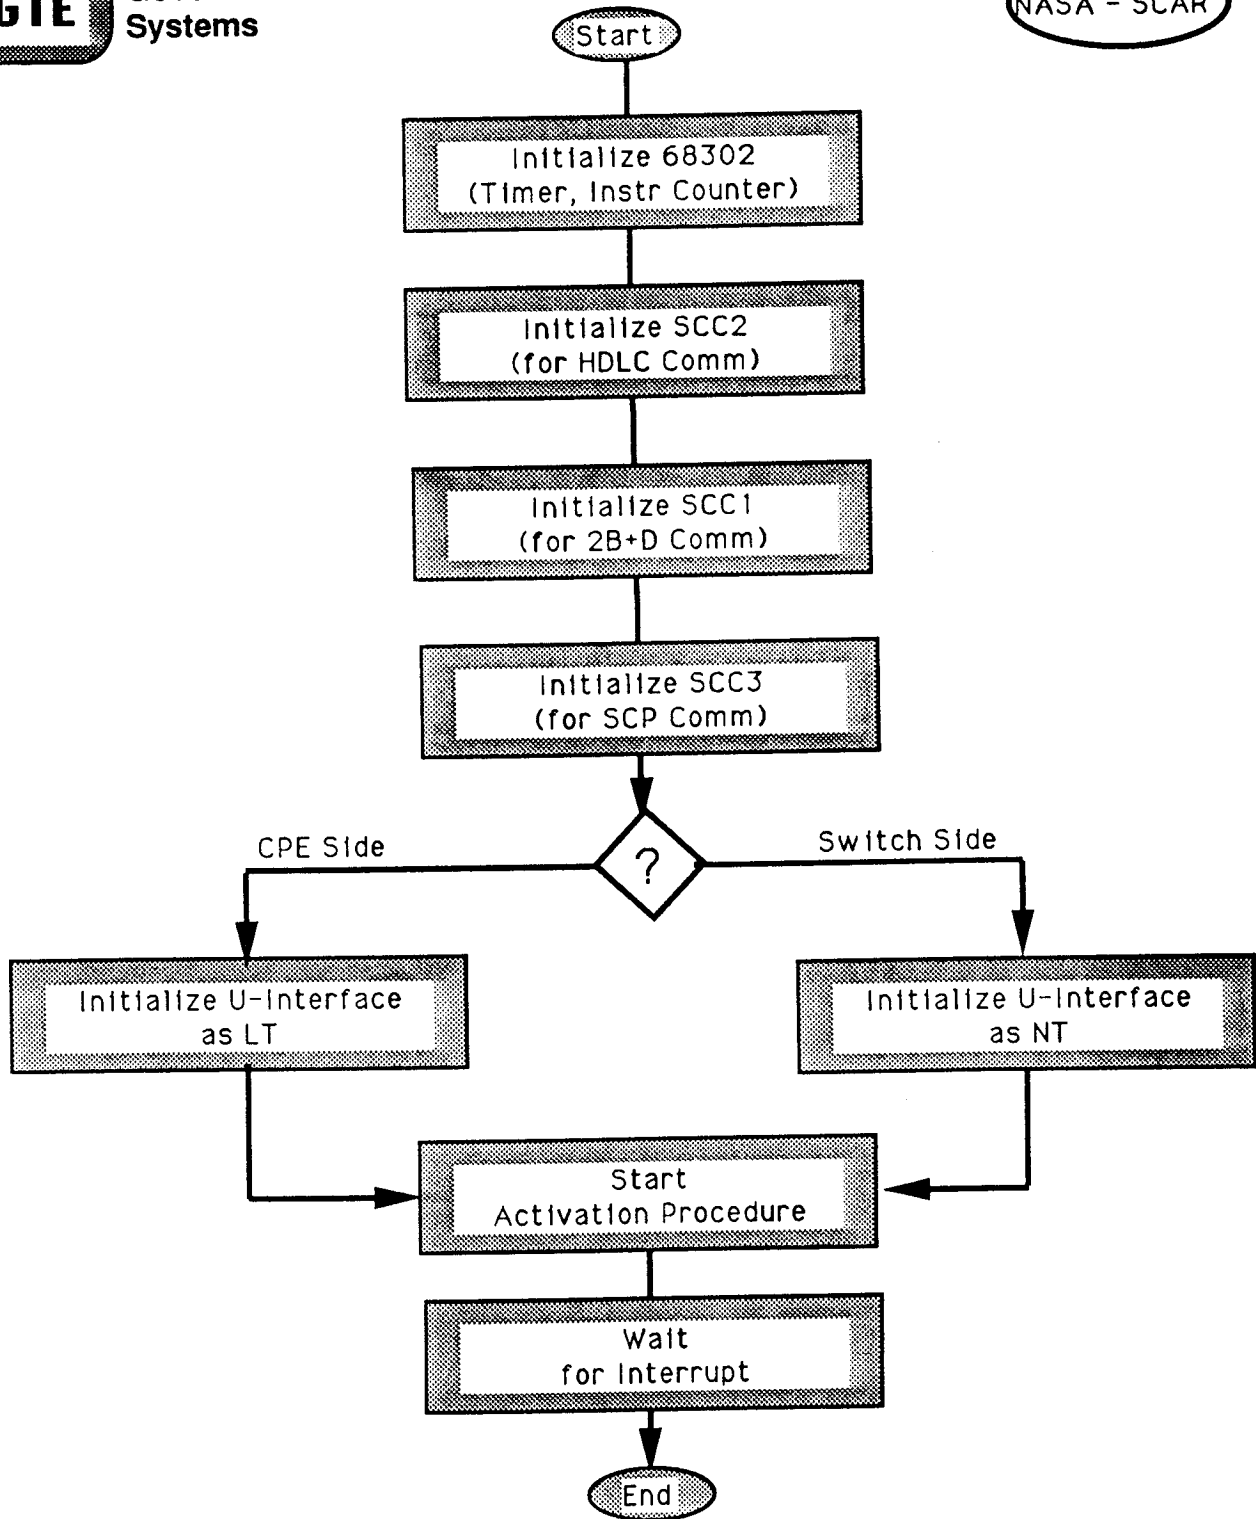 GTE
Systems
NASA - SCAR
Start
Initialize 68302
(Timer, Instr Counter)
Initialize SCC2
(for HDLC Comm)
Initialize SCC1
(for 2B+D Comm)
Initialize SCC3
(for SCP Comm)
?
CPE Side
Switch Side
Initialize U-Interface
as LT
Initialize U-Interface
as NT
Start
Activation Procedure
Wait
for Interrupt
End